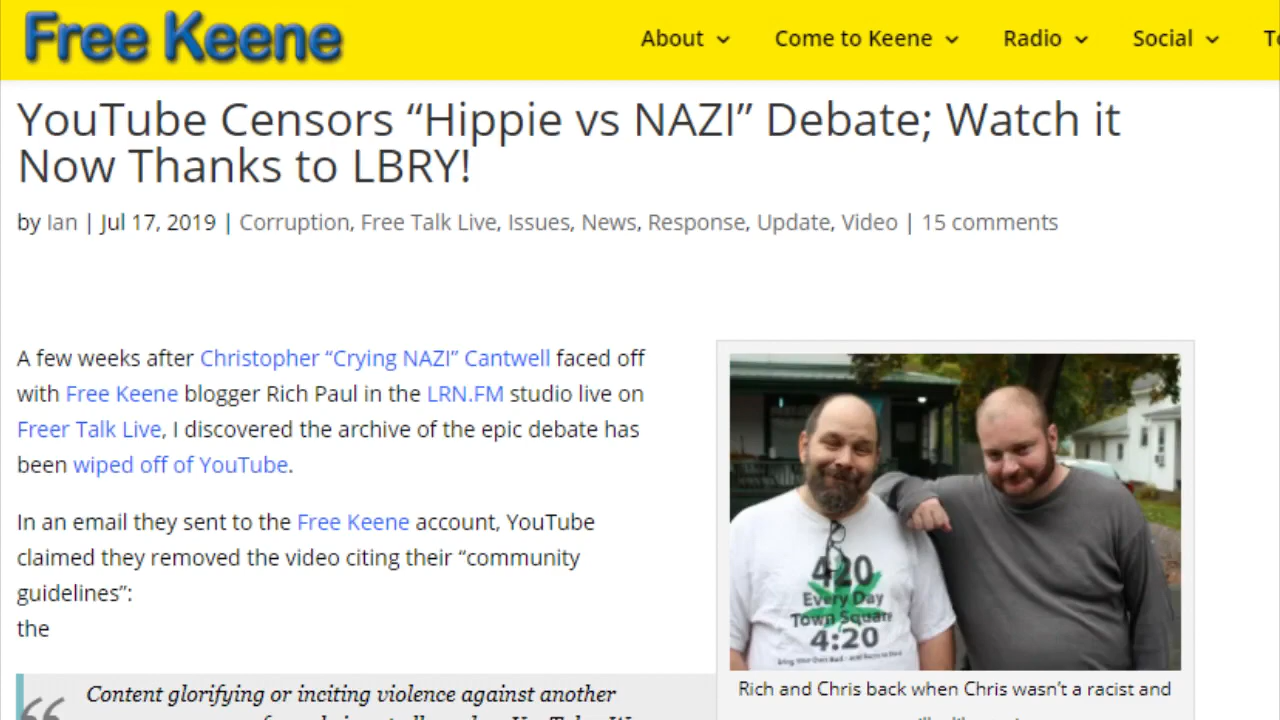 Free Keene
About
Come to Keene
Radio
Social
YouTube Censors “Hippie vs NAZI” Debate; Watch it
Now Thanks to LBRY!
by Ian | Jul 17, 2019 | Corruption, Free Talk Live, Issues, News, Response, Update, Video | 15 comments
A few weeks after Christopher “Crying NAZI” Cantwell faced off
with Free Keene blogger Rich Paul in the LRN.FM studio live on
Freer Talk Live, I discovered the archive of the epic debate has
been wiped off of YouTube.
In an email they sent to the Free Keene account, YouTube
claimed they removed the video citing their “community
guidelines”:
the
Content glorifying or inciting violence against another
420
Every Day
Town Square
4:20
Rich and Chris back when Chris wasn’t a racist and